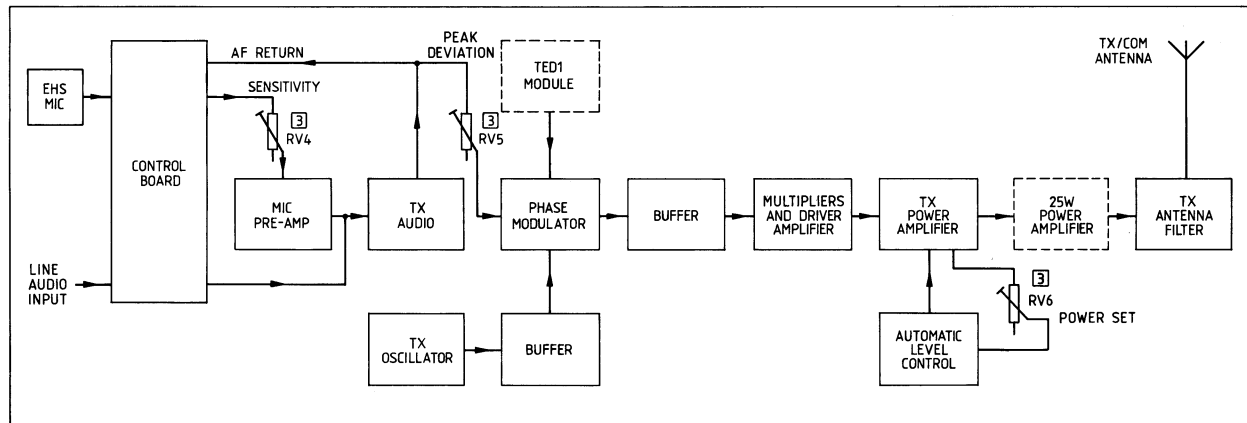 EHS
MIC
CONTROL
BOARD
AF RETURN
SENSITIVITY
3
RV4
MIC
PRE-AMP
LINE
AUDIO
INPUT
TX
AUDIO
PEAK
DEVIATION
3
RV5
TED1
MODULE
PHASE
MODULATOR
TX
OSCILLATOR
BUFFER
BUFFER
MULTIPLIERS
AND DRIVER
AMPLIFIER
TX
POWER
AMPLIFIER
25W
POWER
AMPLIFIER
TX
ANTENNA
FILTER
TX/COM
ANTENNA
3
RV6
POWER SET
AUTOMATIC
LEVEL
CONTROL